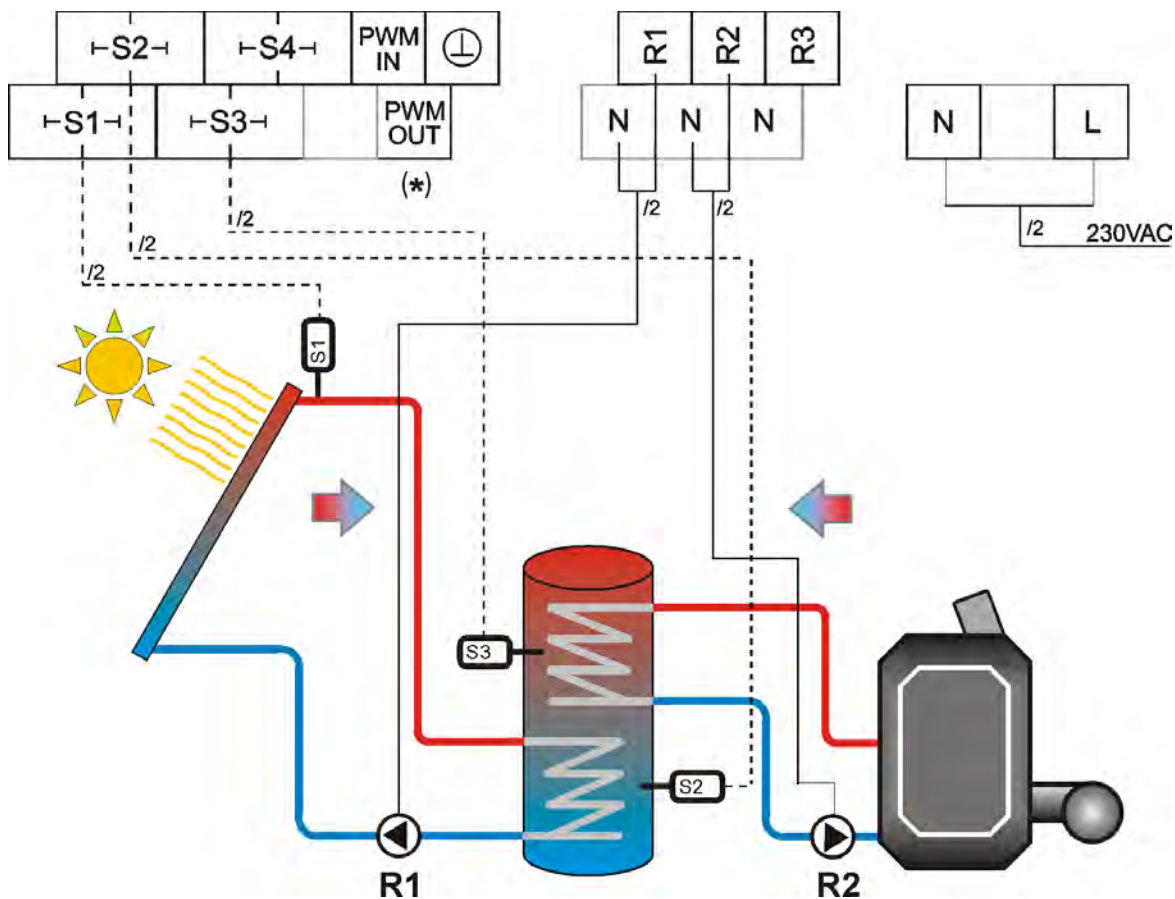 ⊢S2⊣ ⊢S4⊣ PWM IN ⏚
⊢S1⊣ ⊢S3⊣ PWM OUT
(*)
R1 R2 R3
N N N
N L
/2 /2 /2
/2 /2
/2 230VAC
S1
S3
S2
R1
R2